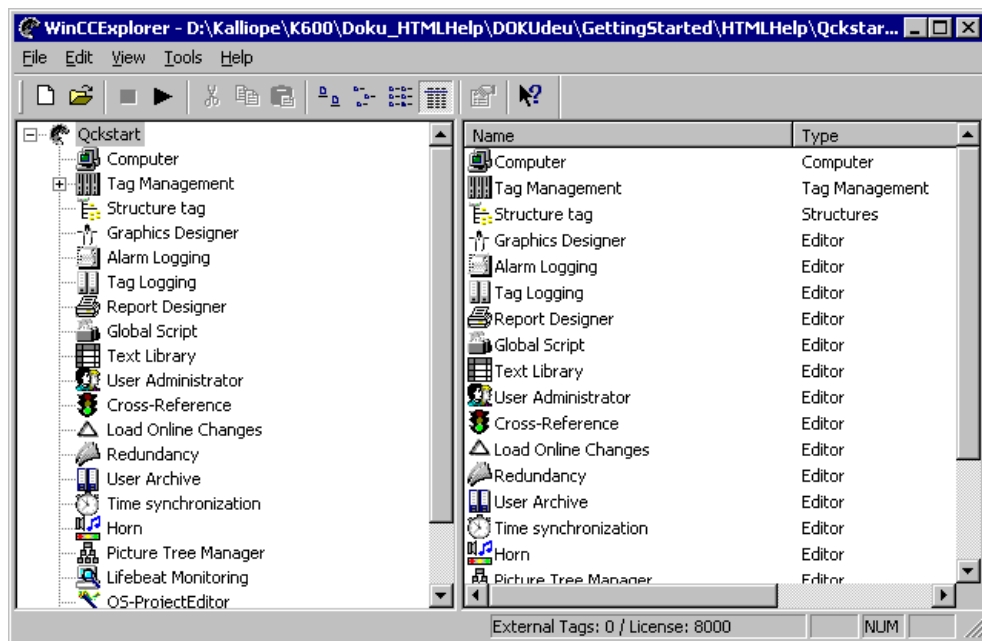 WinCCExplorer - D:\Kalliope\K600\Doku_HTMLHelp\DOKUdeu\GettingStarted\HTMLHelp\Qckstar...
File Edit View Tools Help
Qckstart
Computer
Tag Management
Structure tag
Graphics Designer
Alarm Logging
Tag Logging
Report Designer
Global Script
Text Library
User Administrator
Cross-Reference
Load Online Changes
Redundancy
User Archive
Time synchronization
Horn
Picture Tree Manager
Lifebeat Monitoring
OS-ProjectEditor
Name Type
Computer Computer
Tag Management Tag Management
Structure tag Structures
Graphics Designer Editor
Alarm Logging Editor
Tag Logging Editor
Report Designer Editor
Global Script Editor
Text Library Editor
User Administrator Editor
Cross-Reference Editor
Load Online Changes Editor
Redundancy Editor
User Archive Editor
Time synchronization Editor
Horn Editor
Picture Tree Manager Editor
External Tags: 0 / License: 8000 NUM